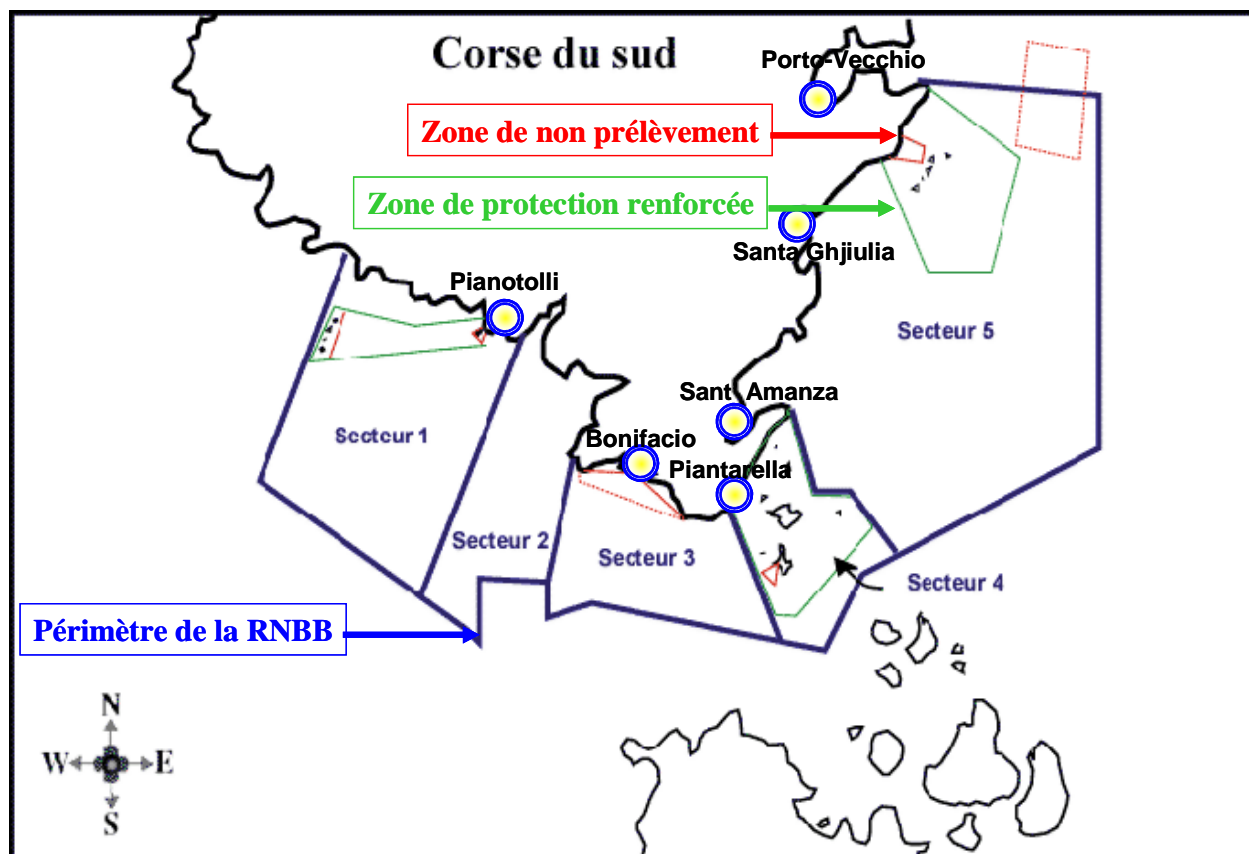 Corse du sud
Porto-Vecchio
Zone de non prélèvement
Zone de protection renforcée
Santa Ghjiulia
Pianotolli
Secteur 5
Sant Amanza
Secteur 1
Bonifacio
Piantarella
Secteur 2
Secteur 3
Secteur 4
Périmètre de la RNBB
N
W E
S